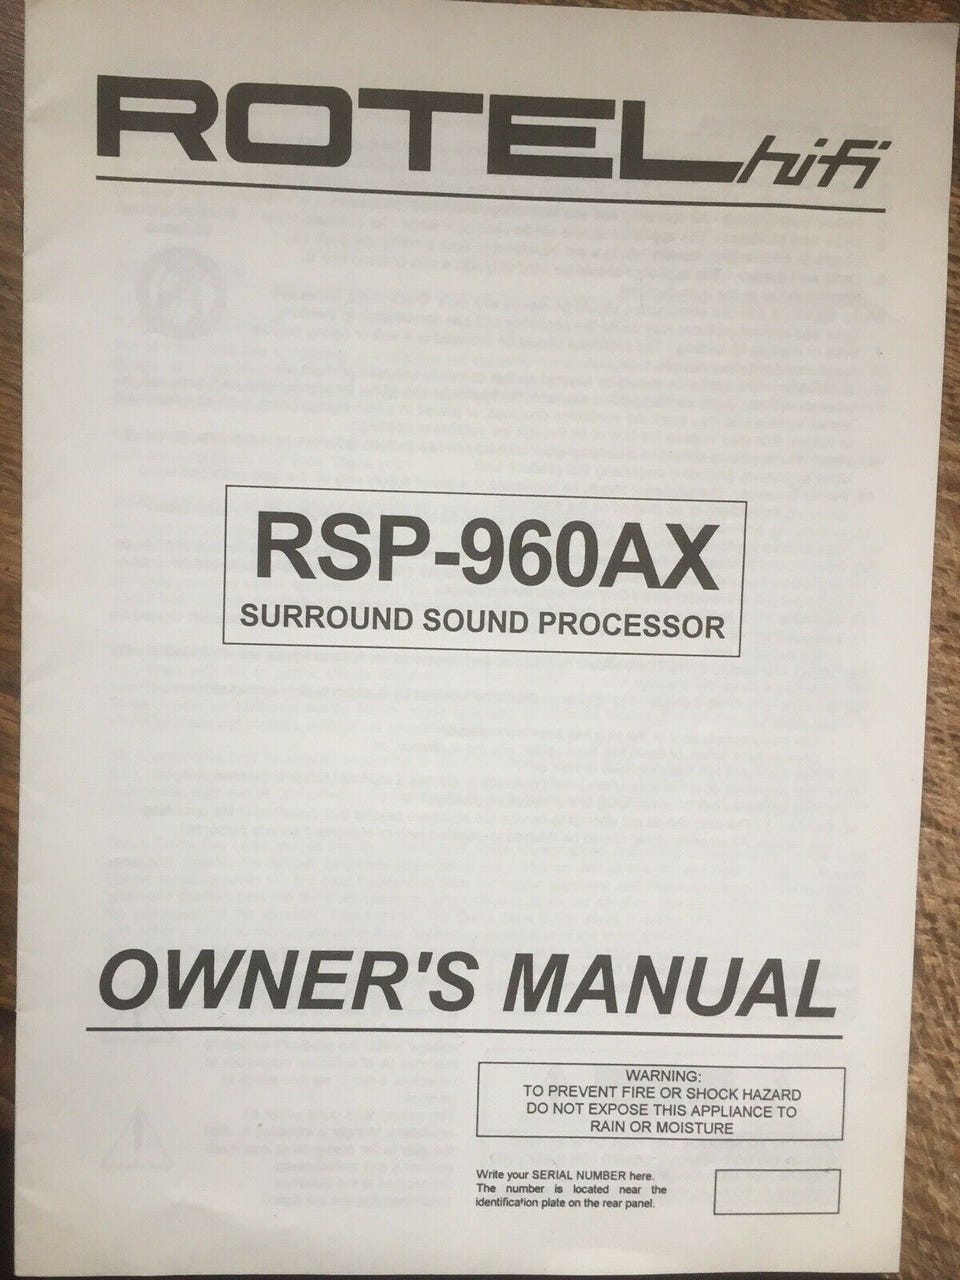 ROTEL hifi
RSP-960AX
SURROUND SOUND PROCESSOR
OWNER'S MANUAL
WARNING:
TO PREVENT FIRE OR SHOCK HAZARD
DO NOT EXPOSE THIS APPLIANCE TO
RAIN OR MOISTURE
Write your SERIAL NUMBER here.
The number is located near the
identification plate on the rear panel.